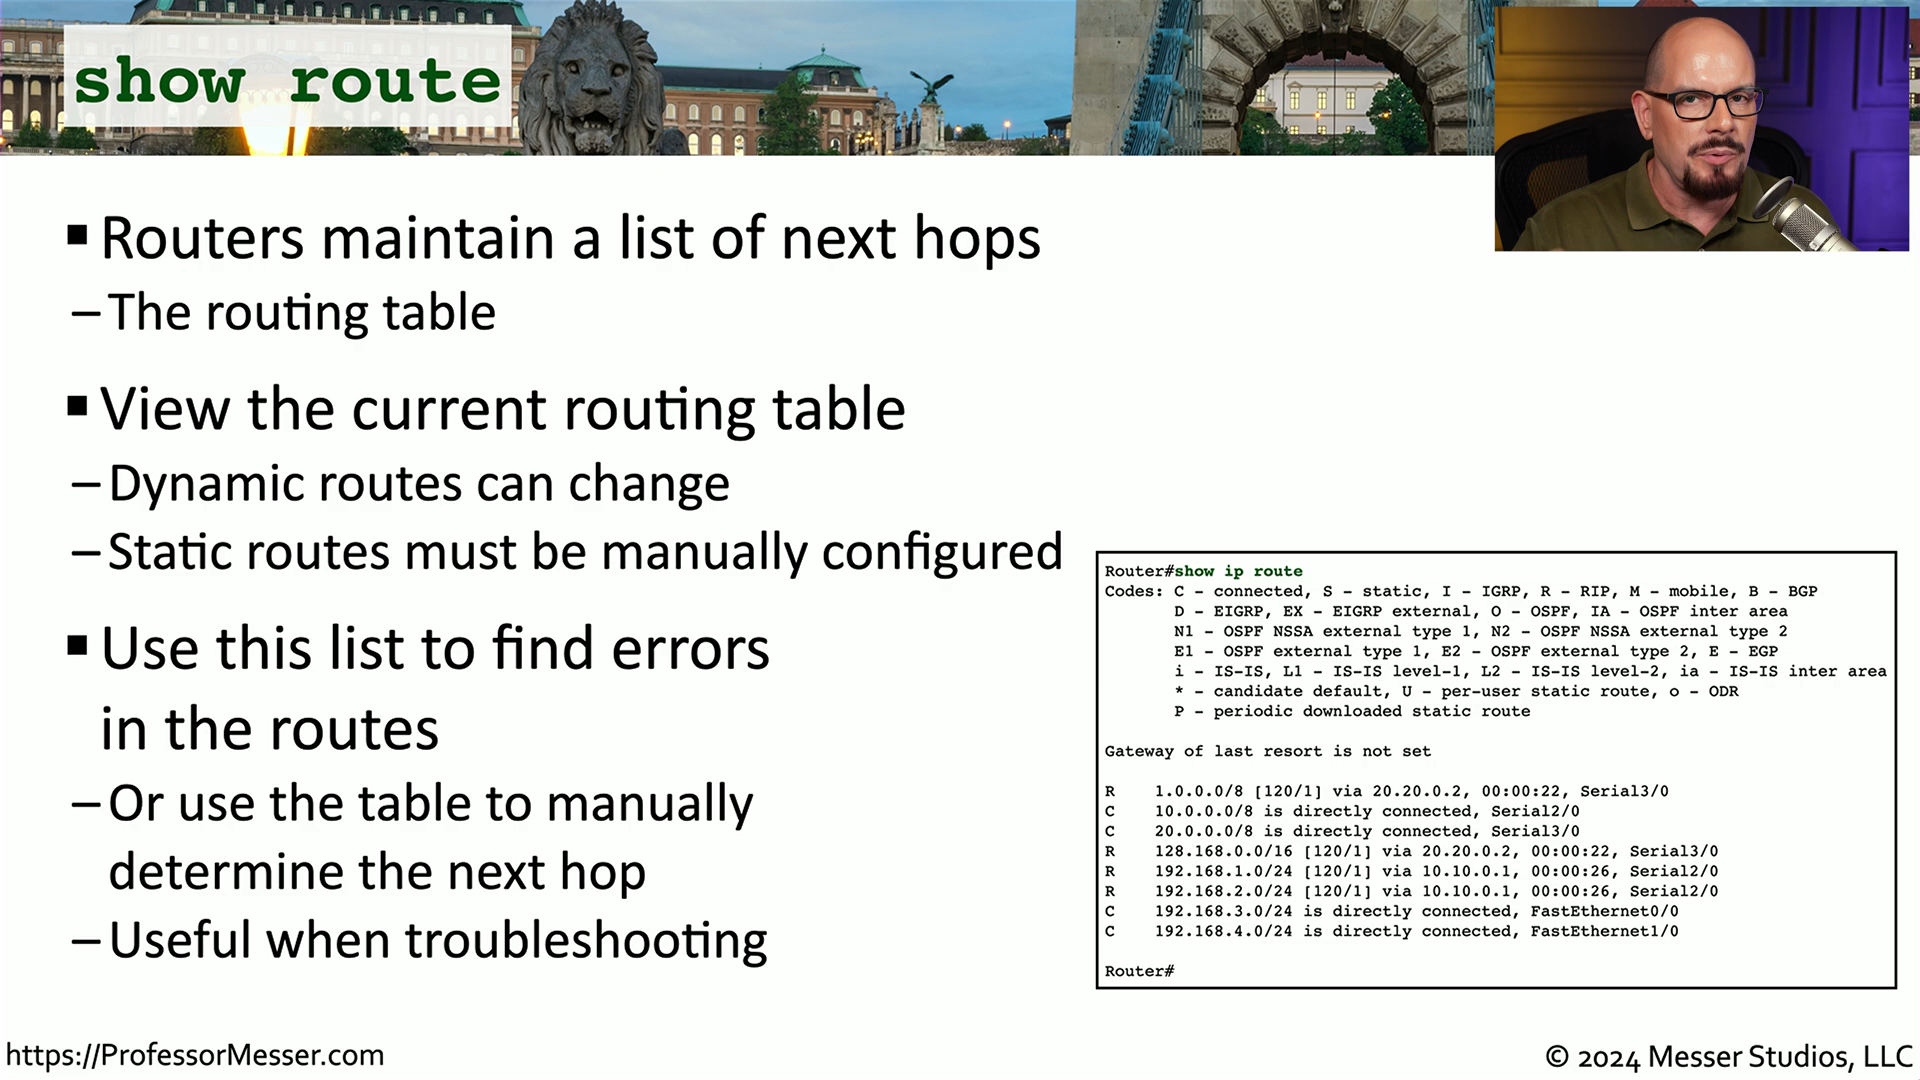 show route
▪ Routers maintain a list of next hops
– The routing table
▪ View the current routing table
– Dynamic routes can change
– Static routes must be manually configured
▪ Use this list to find errors
in the routes
– Or use the table to manually
determine the next hop
– Useful when troubleshooting
Router#show ip route
Codes: C - connected, S - static, I - IGRP, R - RIP, M - mobile, B - BGP
D - EIGRP, EX - EIGRP external, O - OSPF, IA - OSPF inter area
N1 - OSPF NSSA external type 1, N2 - OSPF NSSA external type 2
E1 - OSPF external type 1, E2 - OSPF external type 2, E - EGP
i - IS-IS, L1 - IS-IS level-1, L2 - IS-IS level-2, ia - IS-IS inter area
* - candidate default, U - per-user static route, o - ODR
P - periodic downloaded static route
Gateway of last resort is not set
R 1.0.0.0/8 [120/1] via 20.20.0.2, 00:00:22, Serial3/0
C 10.0.0.0/8 is directly connected, Serial2/0
C 20.0.0.0/8 is directly connected, Serial3/0
R 128.168.0.0/16 [120/1] via 20.20.0.2, 00:00:22, Serial3/0
R 192.168.1.0/24 [120/1] via 10.10.0.1, 00:00:26, Serial2/0
R 192.168.2.0/24 [120/1] via 10.10.0.1, 00:00:26, Serial2/0
C 192.168.3.0/24 is directly connected, FastEthernet0/0
C 192.168.4.0/24 is directly connected, FastEthernet1/0
Router#
https://ProfessorMesser.com
© 2024 Messer Studios, LLC